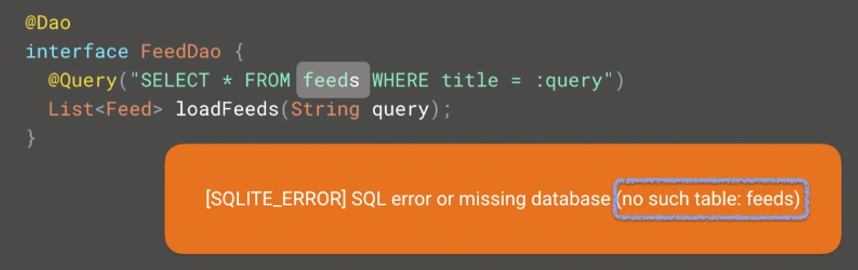 @Dao
interface FeedDao {
@Query("SELECT * FROM feeds WHERE title = :query")
List<Feed> loadFeeds(String query);
}
[SQLITE_ERROR] SQL error or missing database (no such table: feeds)